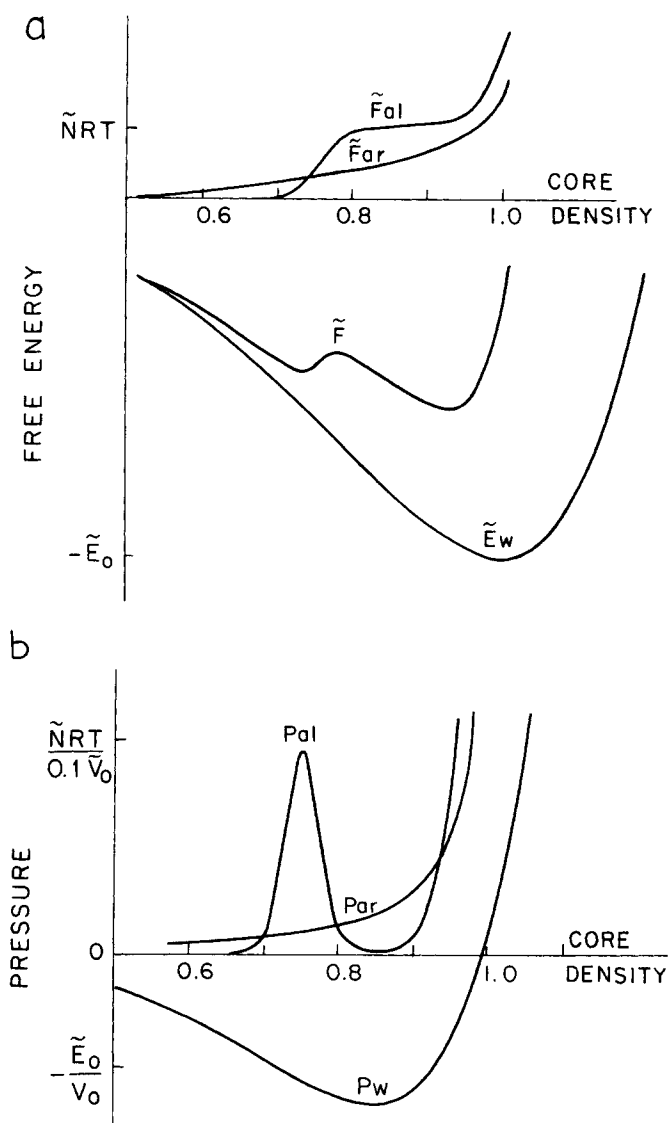 a
ÑRT
F̃al
F̃ar
CORE
0.6
0.8
1.0
DENSITY
FREE ENERGY
F̃
-Ẽo
Ẽw
b
ÑRT
0.1 Ṽo
Pal
PRESSURE
Par
0
CORE
0.6
0.8
1.0
DENSITY
-Ẽo
Vo
Pw